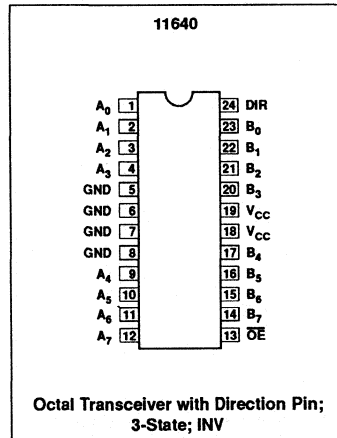 11640
A0 1 24 DIR
A1 2 23 B0
A2 3 22 B1
A3 4 21 B2
GND 5 20 B3
GND 6 19 VCC
GND 7 18 VCC
GND 8 17 B4
A4 9 16 B5
A5 10 15 B6
A6 11 14 B7
A7 12 13 O̅E̅
Octal Transceiver with Direction Pin;
3-State; INV